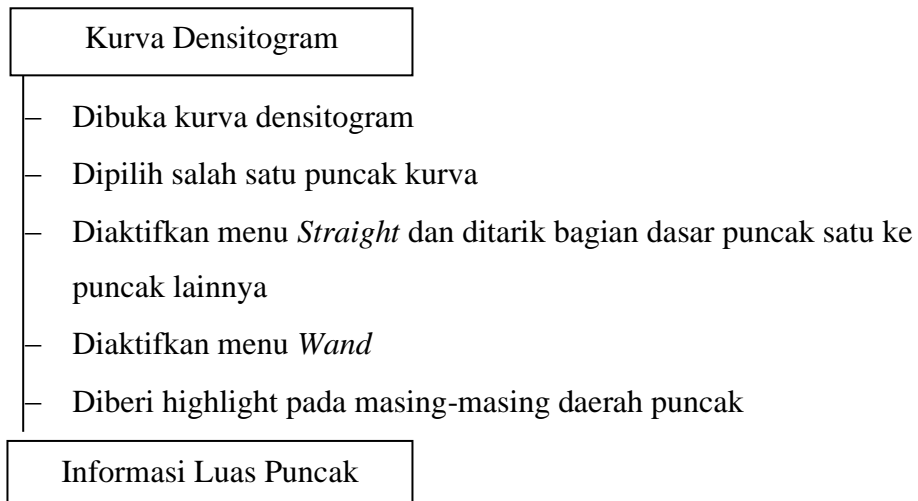 Kurva Densitogram
– Dibuka kurva densitogram
– Dipilih salah satu puncak kurva
– Diaktifkan menu Straight dan ditarik bagian dasar puncak satu ke
puncak lainnya
– Diaktifkan menu Wand
– Diberi highlight pada masing-masing daerah puncak
Informasi Luas Puncak